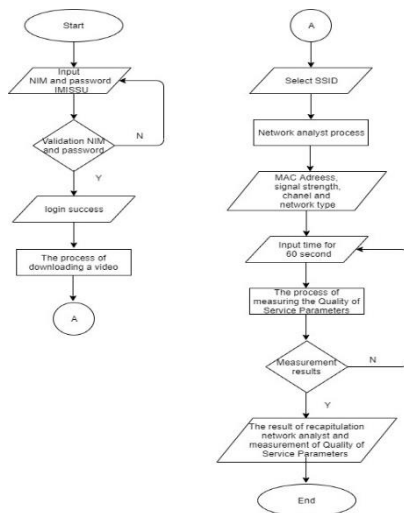 Start
Input
NIM and password
IMISSU
N
Validation NIM
and password
Y
login success
The process of
downloading a video
A
A
Select SSID
Network analyst process
MAC Adreess,
signal strength,
chanel and
network type
Input time for
60 second
The process of
measuring the Quality of
Service Parameters
Measurement
results
N
Y
The result of recapitulation
network analyst and
measurement of Quality of
Service Parameters
End